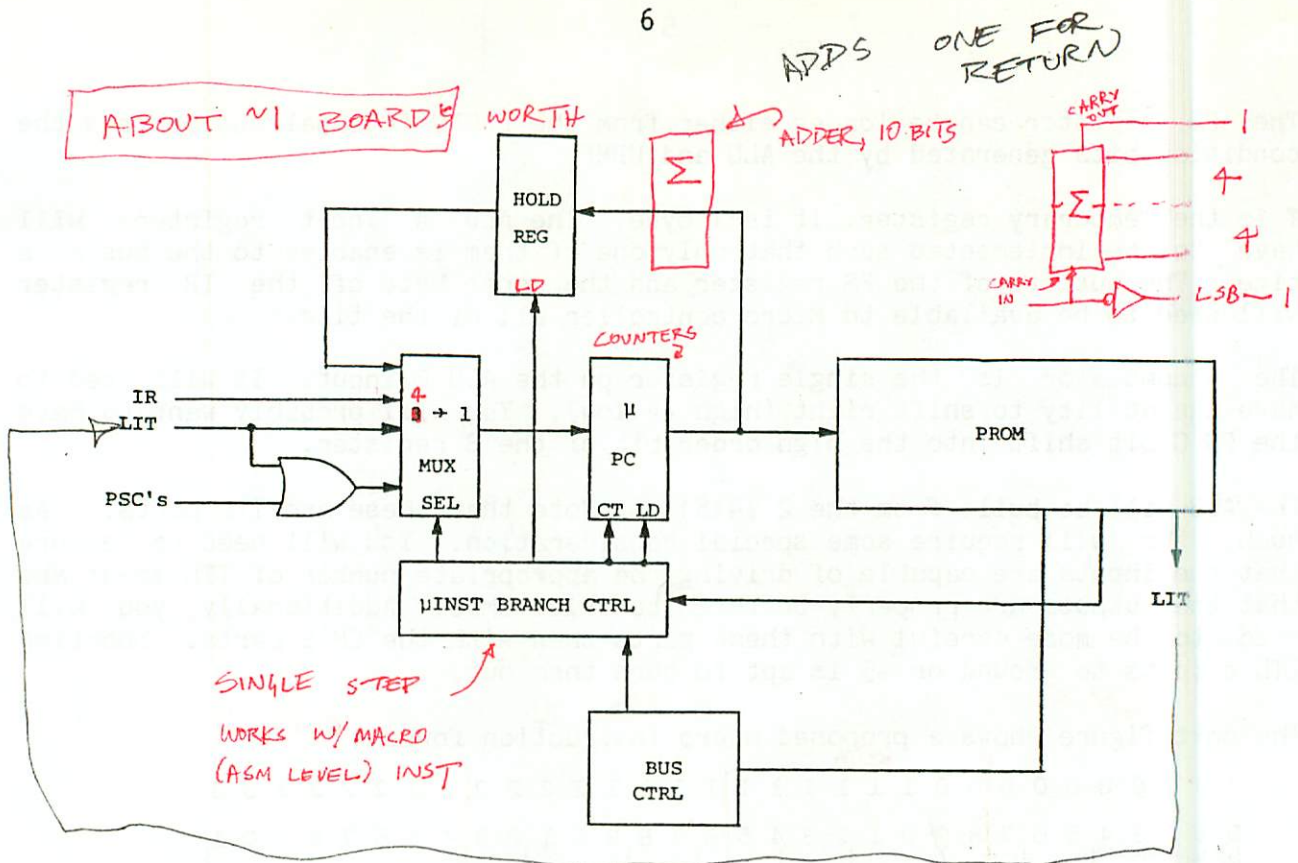 6
ADDS ONE FOR
RETURN
ABOUT ~1 BOARD'S WORTH
ADDER, 10 BITS
CARRY OUT
1
4
4
Σ
Σ
CARRY IN
LSB — 1
HOLD
REG
LD
COUNTERS
IR
LIT
PSC's
4
3 → 1
MUX
SEL
μ
PC
CT LD
PROM
μINST BRANCH CTRL
LIT
SINGLE STEP
WORKS W/MACRO
(ASM LEVEL) INST
BUS
CTRL